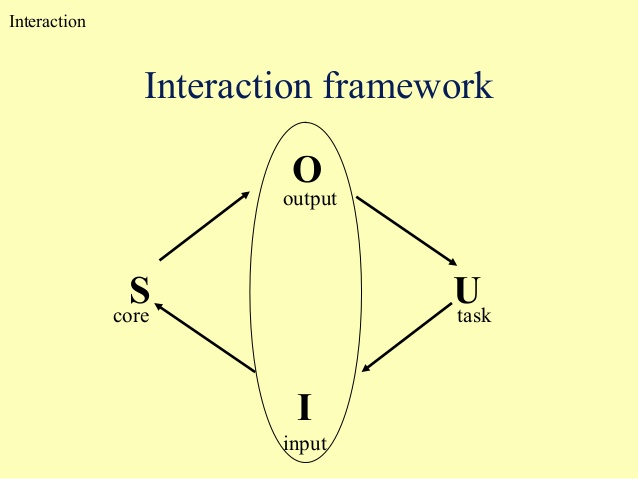 Interaction
Interaction framework
O
output
S
core
U
task
I
input